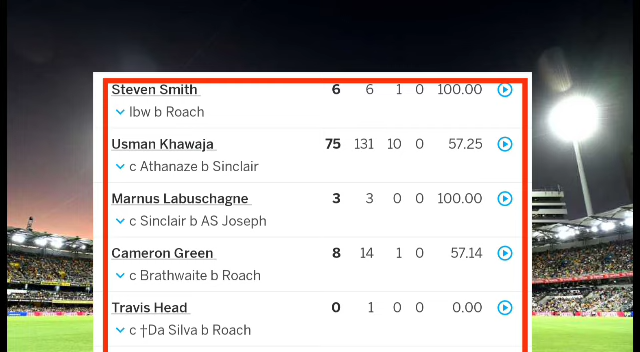 Steven Smith 6 6 1 0 100.00
lbw b Roach
Usman Khawaja 75 131 10 0 57.25
c Athanaze b Sinclair
Marnus Labuschagne 3 3 0 0 100.00
c Sinclair b AS Joseph
Cameron Green 8 14 1 0 57.14
c Brathwaite b Roach
Travis Head 0 1 0 0 0.00
c †Da Silva b Roach